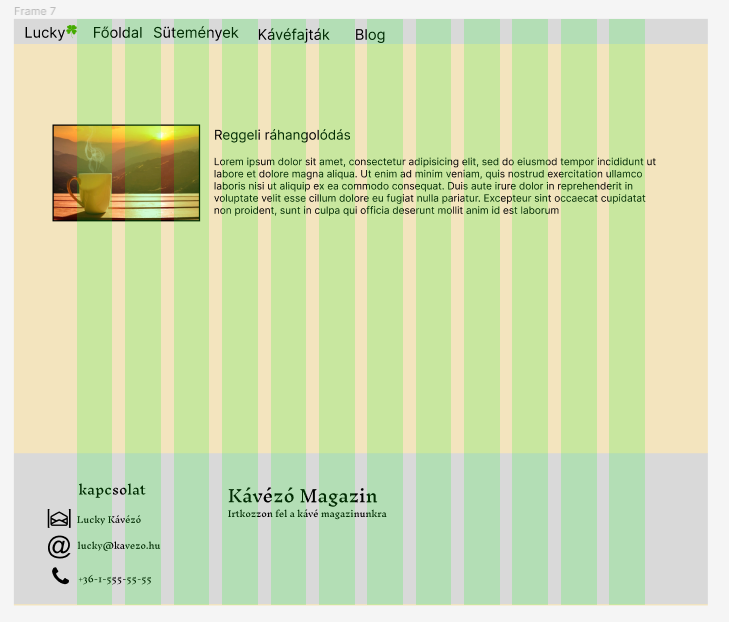 Frame 7
Lucky Főoldal Sütemények Kávéfajták Blog
Reggeli ráhangolódás
Lorem ipsum dolor sit amet, consectetur adipisicing elit, sed do eiusmod tempor incididunt ut
labore et dolore magna aliqua. Ut enim ad minim veniam, quis nostrud exercitation ullamco
laboris nisi ut aliquip ex ea commodo consequat. Duis aute irure dolor in reprehenderit in
voluptate velit esse cillum dolore eu fugiat nulla pariatur. Excepteur sint occaecat cupidatat
non proident, sunt in culpa qui officia deserunt mollit anim id est laborum
kapcsolat
Lucky Kávézó
lucky@kavezo.hu
+36-1-555-55-55
Kávézó Magazin
Irtkozzon fel a kávé magazinunkra